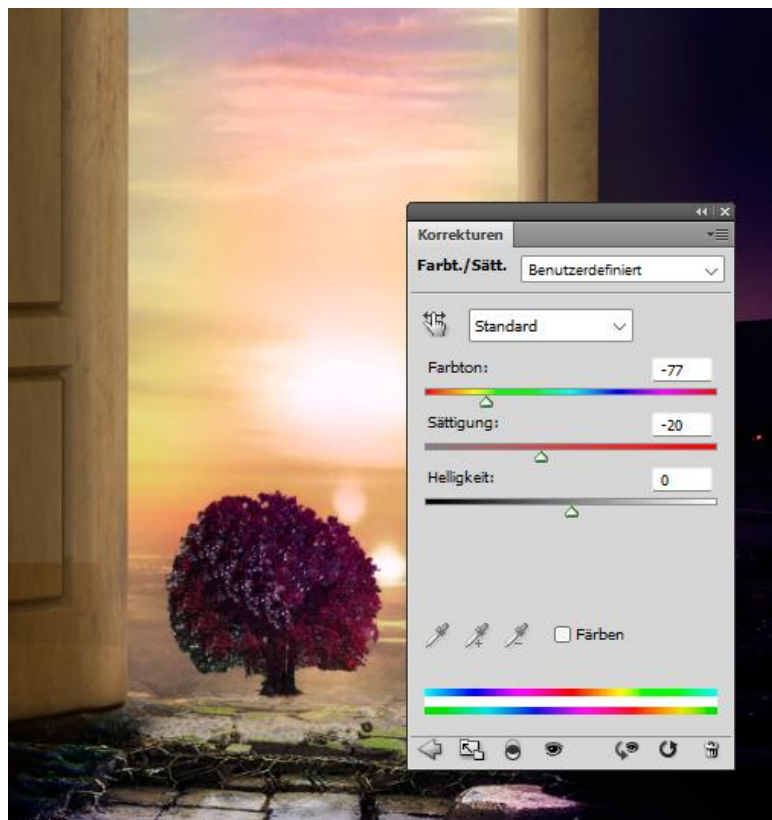 Korrekturen
Farbt./Sätt. Benutzerdefiniert
Standard
Farbton: -77
Sättigung: -20
Helligkeit: 0
Färben